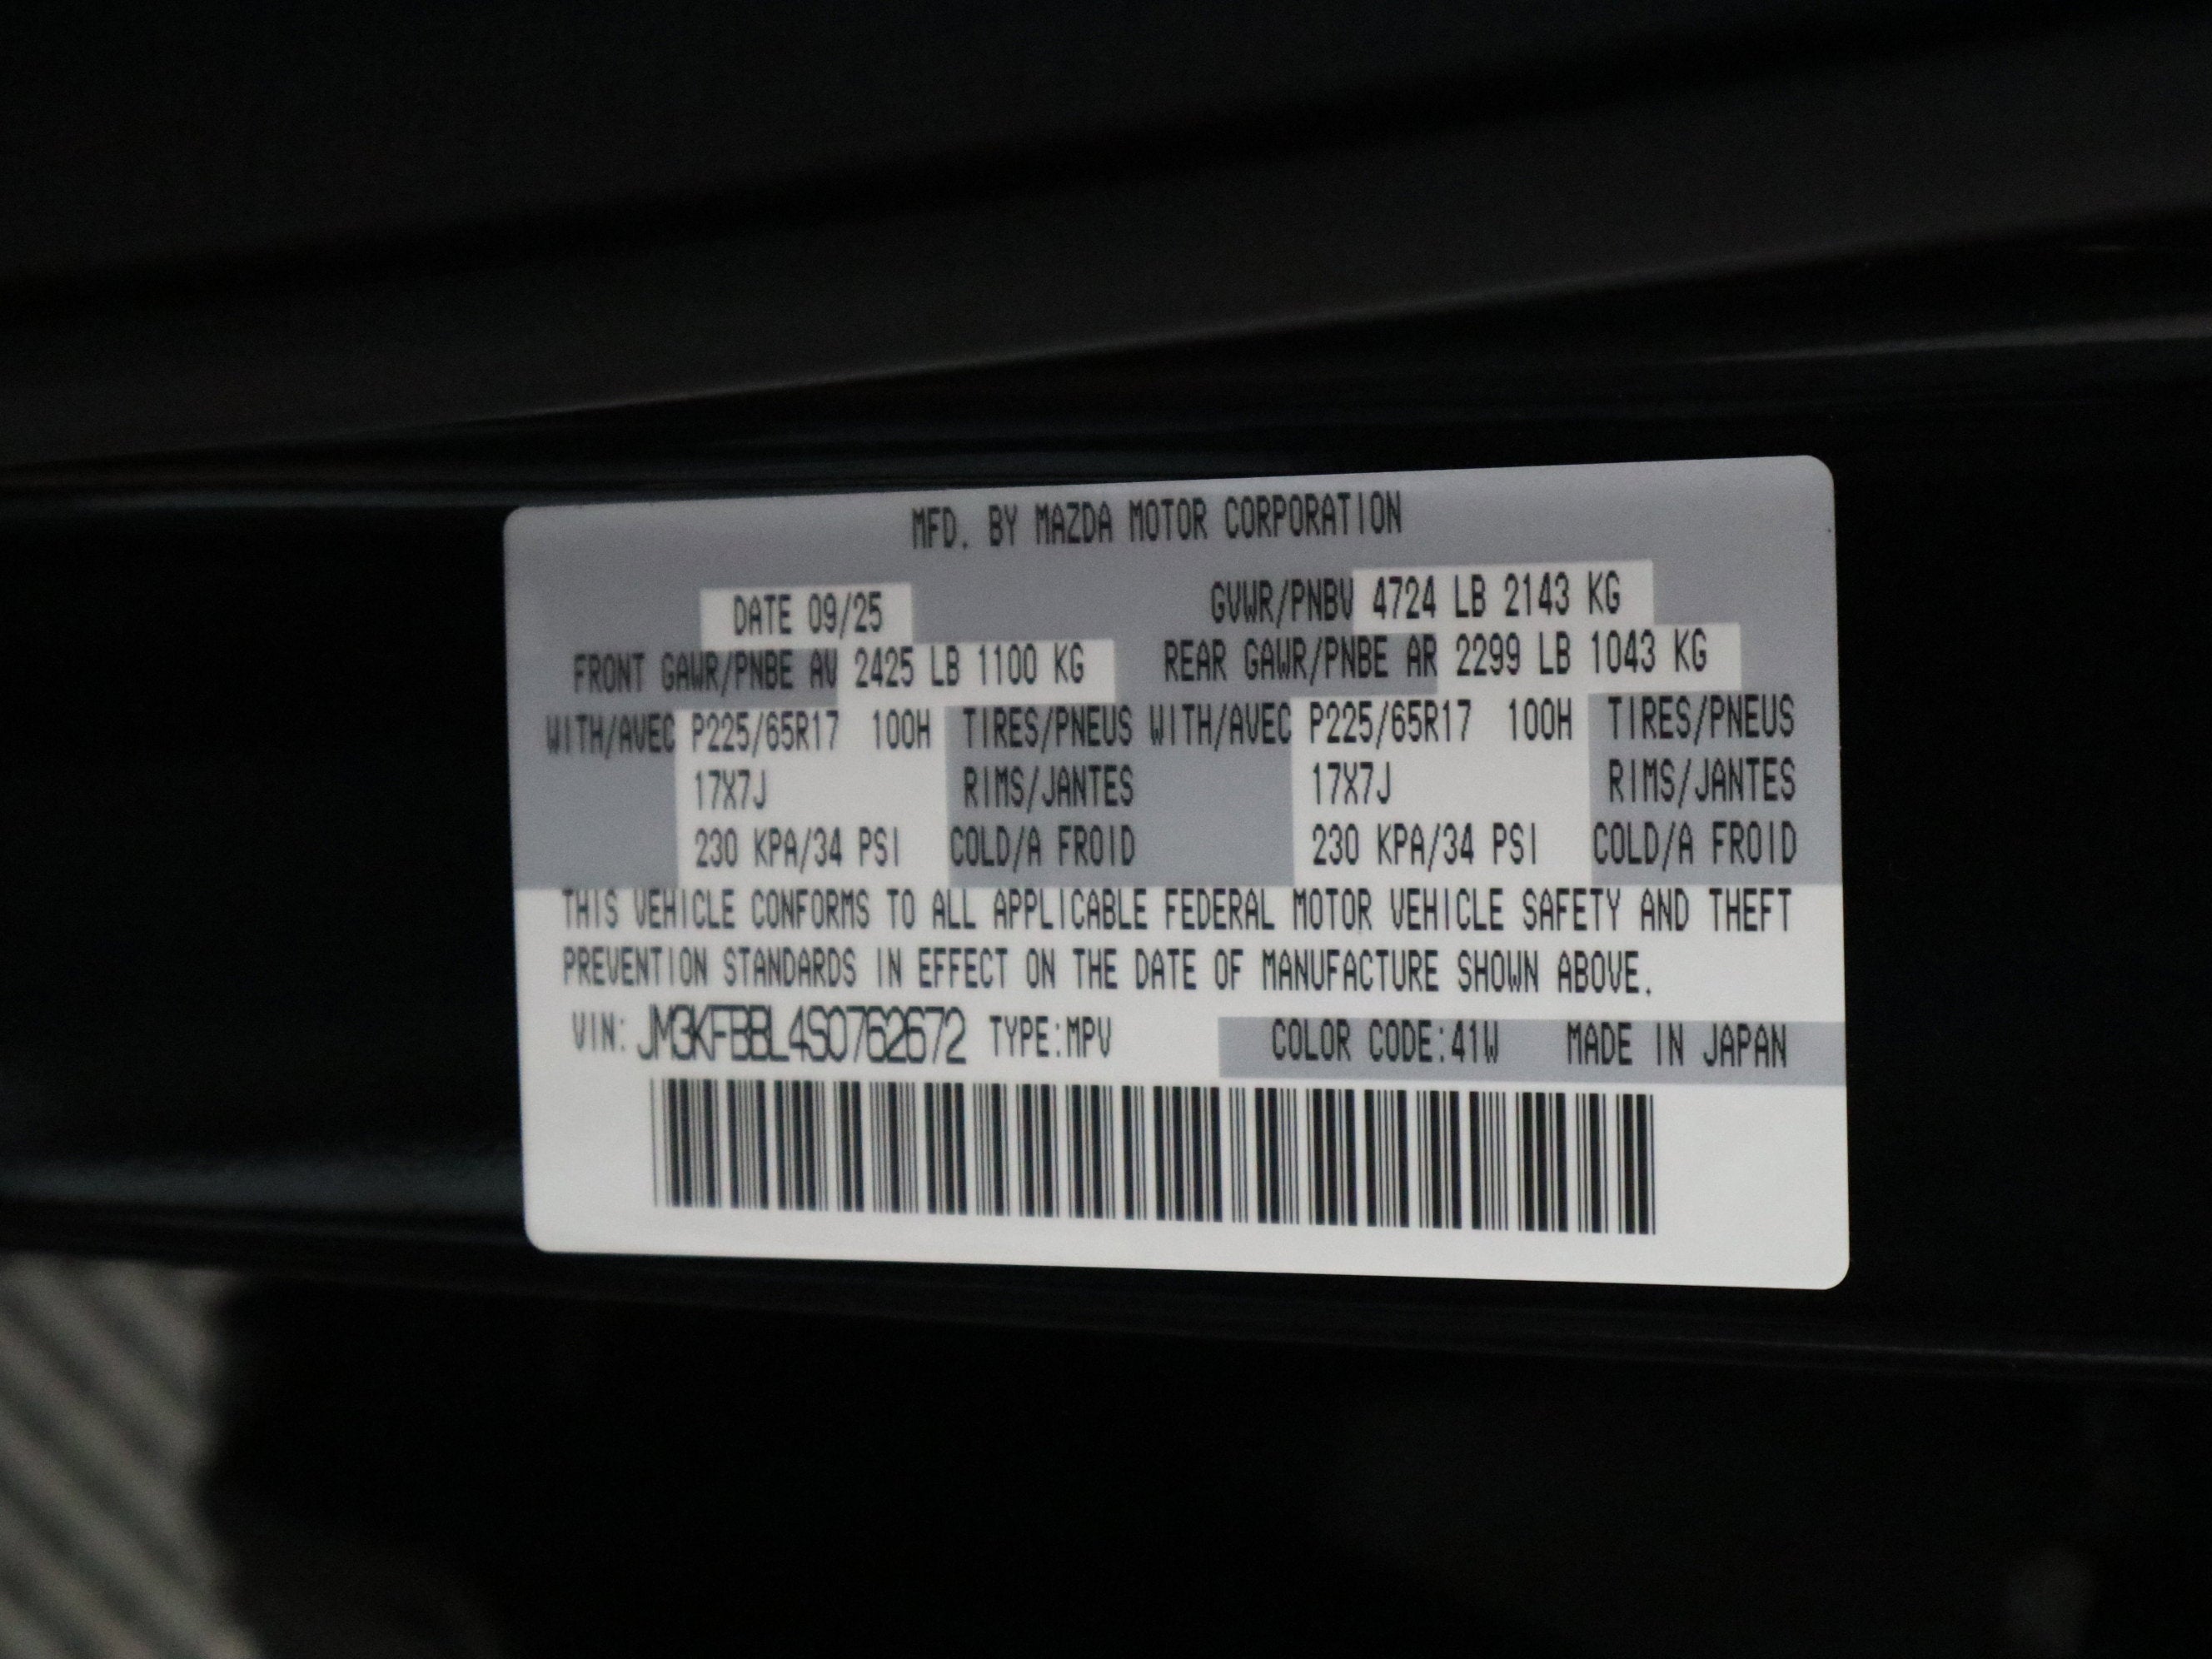 MFD. BY MAZDA MOTOR CORPORATION
DATE 09/25 GVWR/PNBV 4724 LB 2143 KG
FRONT GAWR/PNBE AV 2425 LB 1100 KG REAR GAWR/PNBE AR 2299 LB 1043 KG
WITH/AVEC P225/65R17 100H TIRES/PNEUS WITH/AVEC P225/65R17 100H TIRES/PNEUS
17X7J RIMS/JANTES 17X7J RIMS/JANTES
230 KPA/34 PSI COLD/A FROID 230 KPA/34 PSI COLD/A FROID
THIS VEHICLE CONFORMS TO ALL APPLICABLE FEDERAL MOTOR VEHICLE SAFETY AND THEFT
PREVENTION STANDARDS IN EFFECT ON THE DATE OF MANUFACTURE SHOWN ABOVE.
VIN: JM3KFBBL4S0762672 TYPE:MPV COLOR CODE:41W MADE IN JAPAN